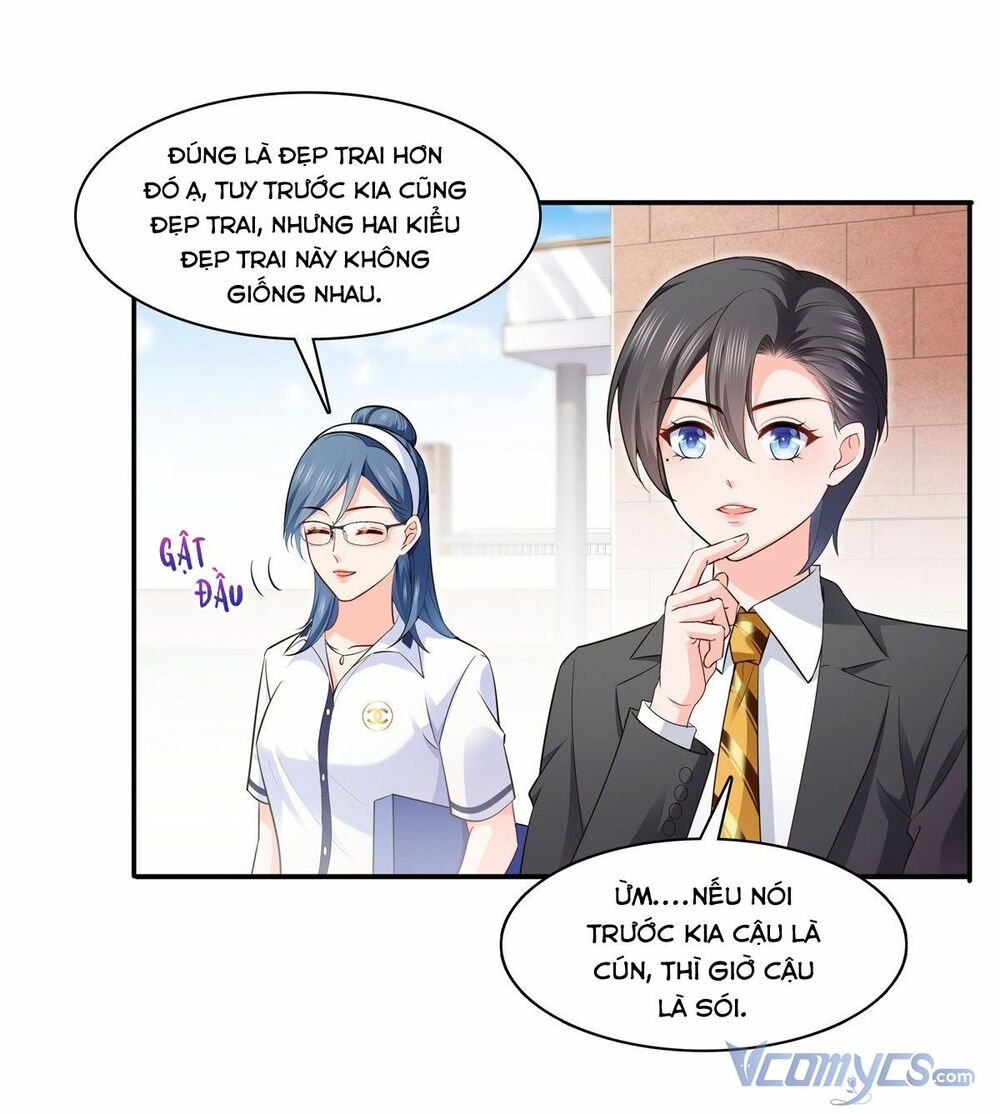 ĐÚNG LÀ ĐẸP TRAI HƠN
ĐÓ Ạ, TUY TRƯỚC KIA CŨNG
ĐẸP TRAI, NHƯNG HAI KIỂU
ĐẸP TRAI NÀY KHÔNG
GIỐNG NHAU.
GẬT
ĐẦU
ỪM....NẾU NÓI
TRƯỚC KIA CẬU LÀ
CÚN, THÌ GIỜ CẬU
LÀ SÓI.
VCOMYCS.com